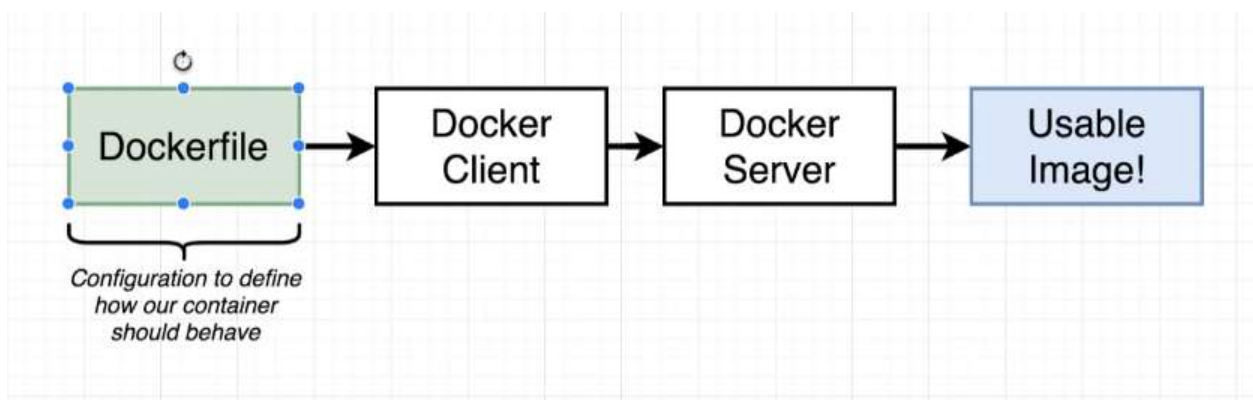 Dockerfile
Docker
Client
Docker
Server
Usable
Image!
Configuration to define
how our container
should behave